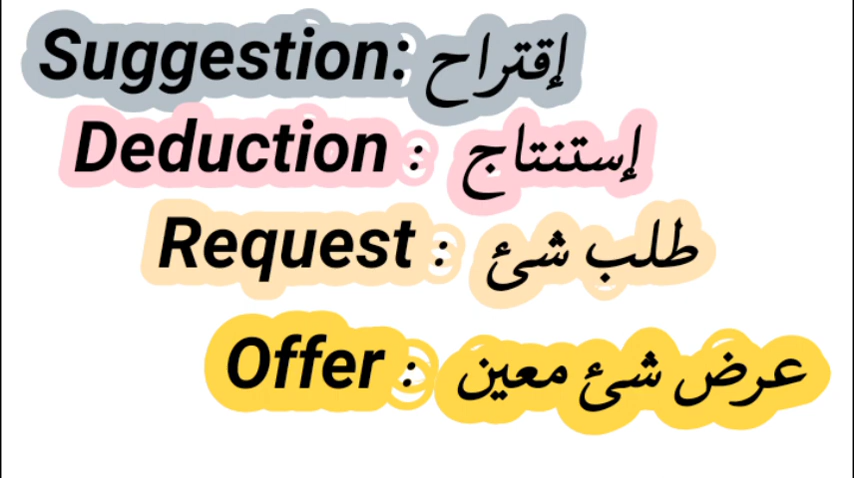 Suggestion: إقتراح
Deduction : إستنتاج
Request : طلب شئ
Offer : عرض شئ معين